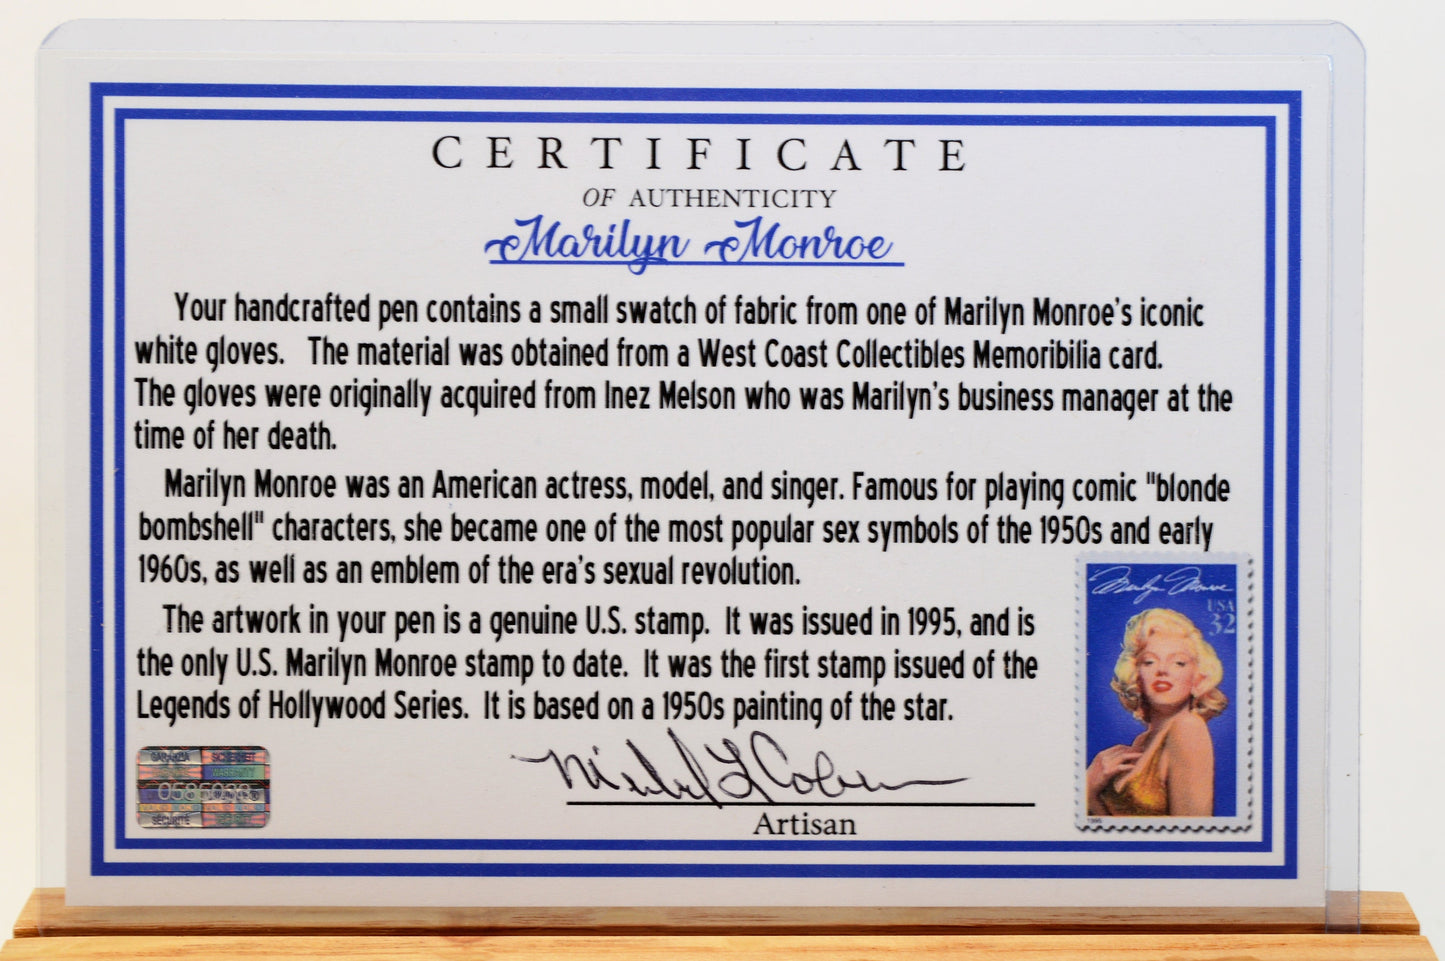 CERTIFICATE
OF AUTHENTICITY
Marilyn Monroe
Your handcrafted pen contains a small swatch of fabric from one of Marilyn Monroe's iconic
white gloves. The material was obtained from a West Coast Collectibles Memoribilia card.
The gloves were originally acquired from Inez Melson who was Marilyn's business manager at the
time of her death.
Marilyn Monroe was an American actress, model, and singer. Famous for playing comic "blonde
bombshell" characters, she became one of the most popular sex symbols of the 1950s and early
1960s, as well as an emblem of the era's sexual revolution.
The artwork in your pen is a genuine U.S. stamp. It was issued in 1995, and is
the only U.S. Marilyn Monroe stamp to date. It was the first stamp issued of the
Legends of Hollywood Series. It is based on a 1950s painting of the star.
Marilyn Monroe
USA
32
1995
WARRANTY
SÉCURITÉ
Artisan